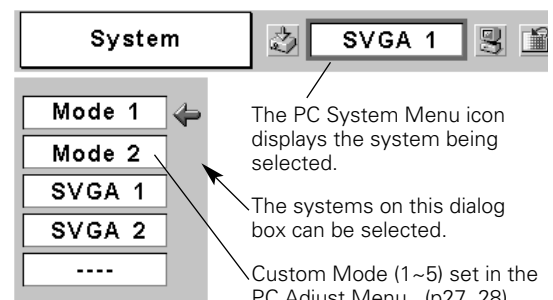 System
SVGA 1
Mode 1
Mode 2
SVGA 1
SVGA 2
----
The PC System Menu icon
displays the system being
selected.
The systems on this dialog
box can be selected.
Custom Mode (1~5) set in the
PC Adjust Menu. (p27, 28)